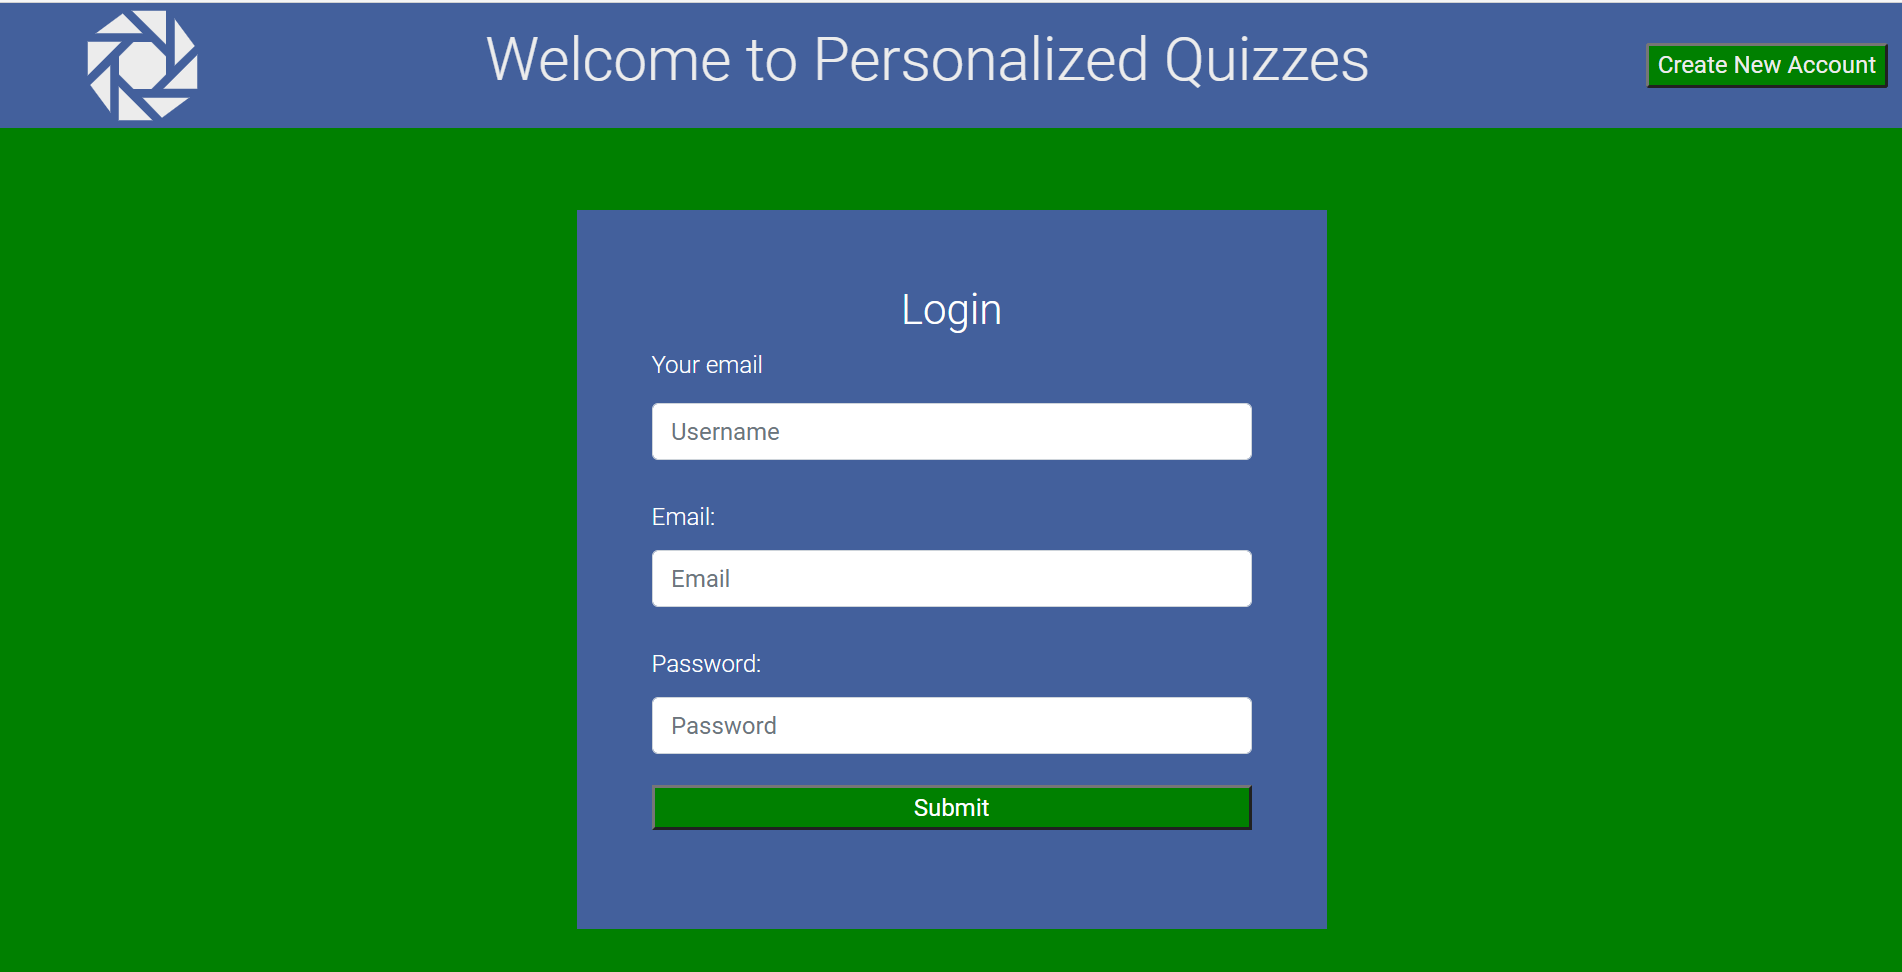 Welcome to Personalized Quizzes
Create New Account
Login
Your email
Username
Email:
Email
Password:
Password
Submit